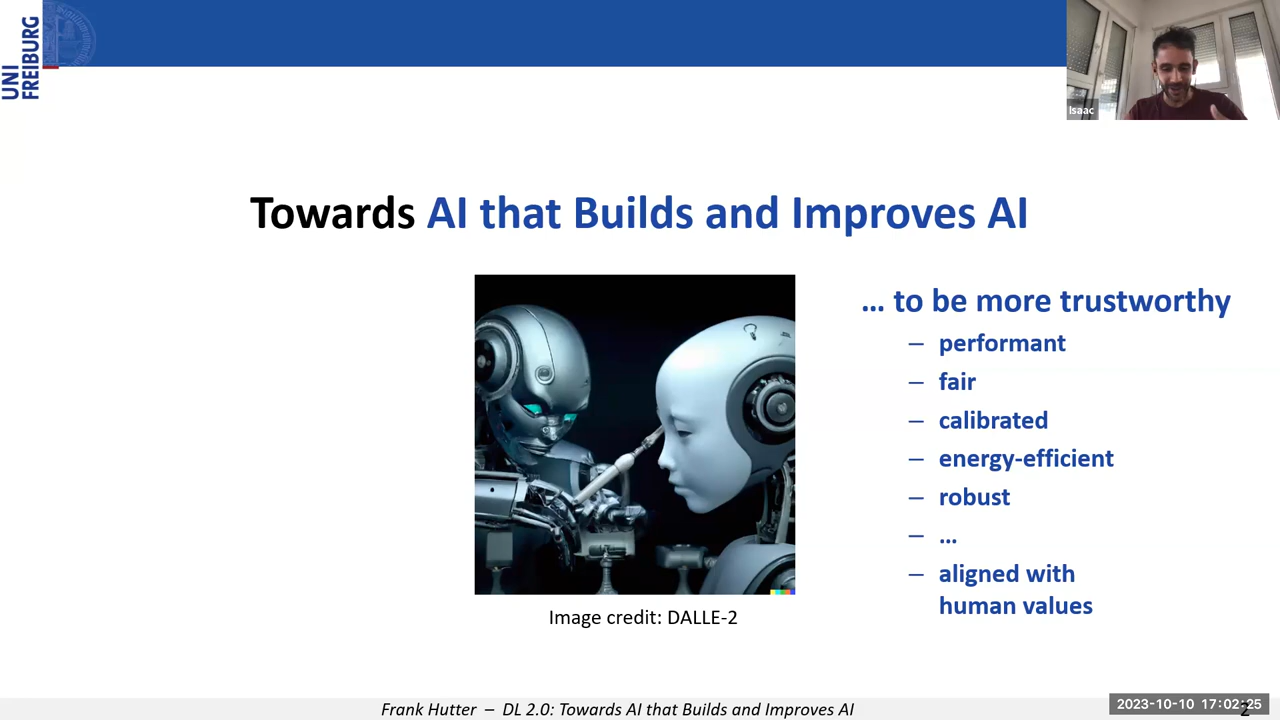 UNI
FREIBURG
Isaac
Towards AI that Builds and Improves AI
... to be more trustworthy
– performant
– fair
– calibrated
– energy-efficient
– robust
– ...
– aligned with
human values
Image credit: DALLE-2
Frank Hutter – DL 2.0: Towards AI that Builds and Improves AI
2023-10-10 17:02:25